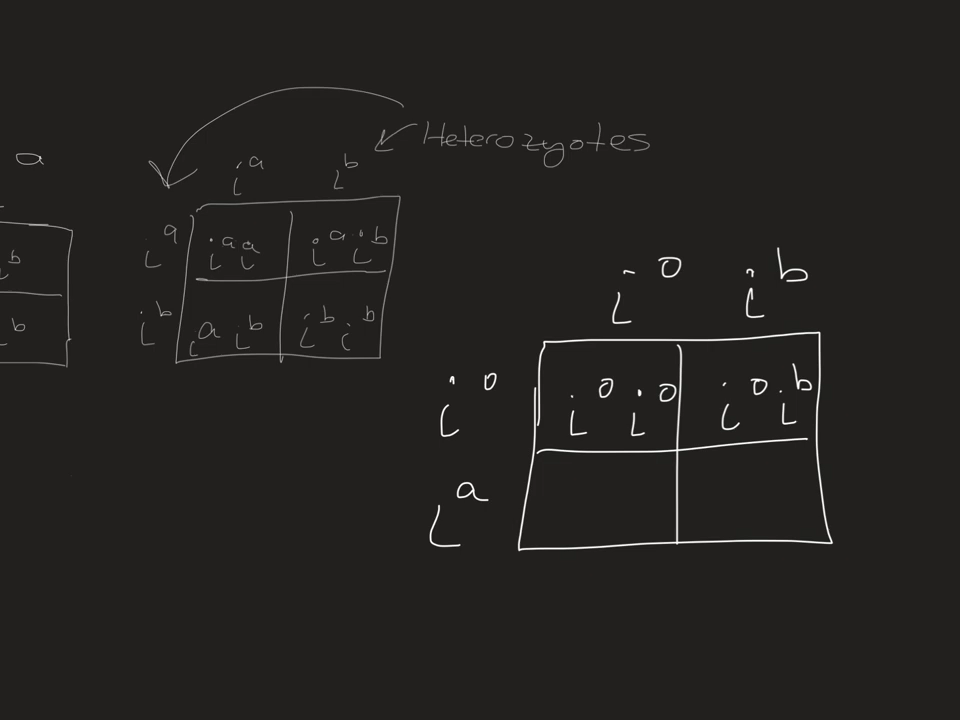 Heterozygotes
a
i^a i^b
i^a i^a i^a i^a i^b
i^b i^a i^b i^b i^b
i^b
i^b
i^o i^b
i^o i^o i^o i^o i^b
i^a